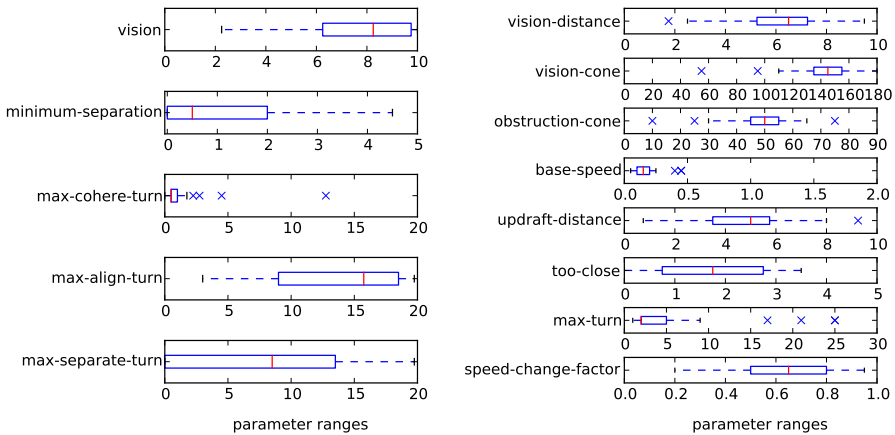 vision
0 2 4 6 8 10
minimum-separation
0 1 2 3 4 5
max-cohere-turn
0 5 10 15 20
max-align-turn
0 5 10 15 20
max-separate-turn
0 5 10 15 20
parameter ranges
vision-distance
0 2 4 6 8 10
vision-cone
0 20 40 60 80 100 120 140 160 180
obstruction-cone
0 10 20 30 40 50 60 70 80 90
base-speed
0.0 0.5 1.0 1.5 2.0
updraft-distance
0 2 4 6 8 10
too-close
0 1 2 3 4 5
max-turn
0 5 10 15 20 25 30
speed-change-factor
0.0 0.2 0.4 0.6 0.8 1.0
parameter ranges